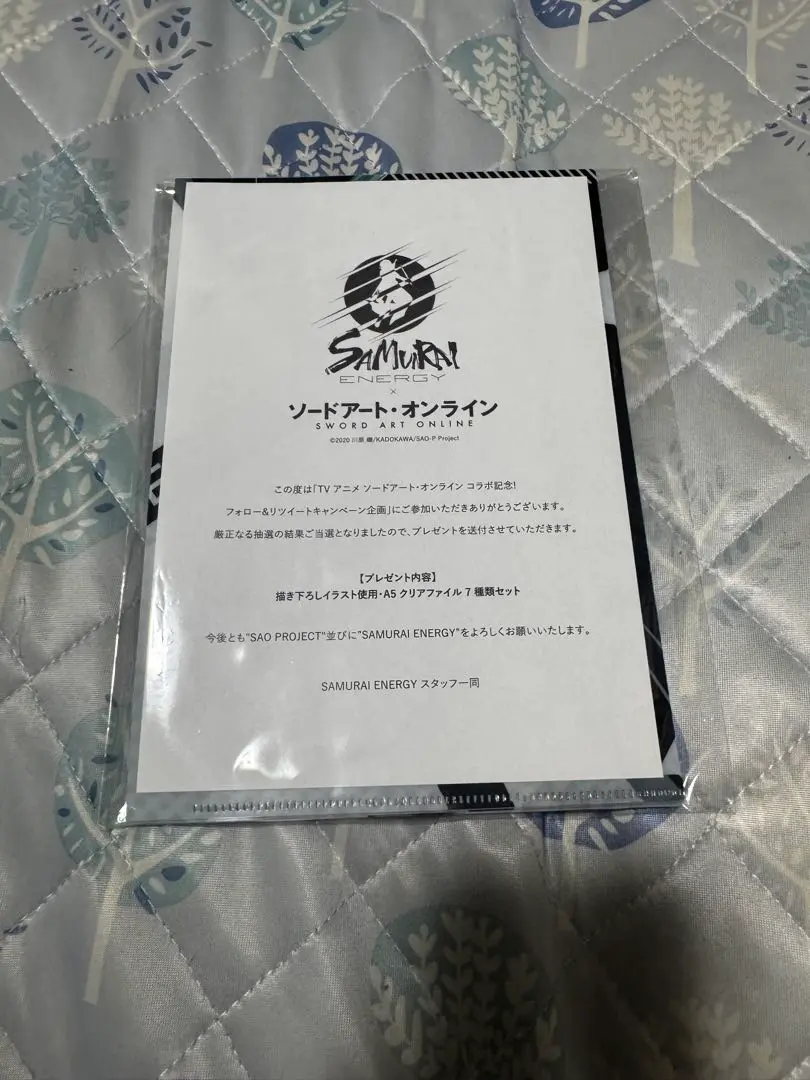 SAMURAI
ENERGY
×
ソードアート・オンライン
SWORD ART ONLINE
©2020 川原 礫/KADOKAWA/SAO-P Project
この度は「TV アニメ ソードアート・オンライン コラボ記念!
フォロー&リツイートキャンペーン企画」にご参加いただきありがとうございます。
厳正なる抽選の結果ご当選となりましたので、プレゼントを送付させていただきます。
【プレゼント内容】
描き下ろしイラスト使用・A5 クリアファイル 7 種類セット
今後とも"SAO PROJECT"並びに"SAMURAI ENERGY"をよろしくお願いいたします。
SAMURAI ENERGY スタッフ一同